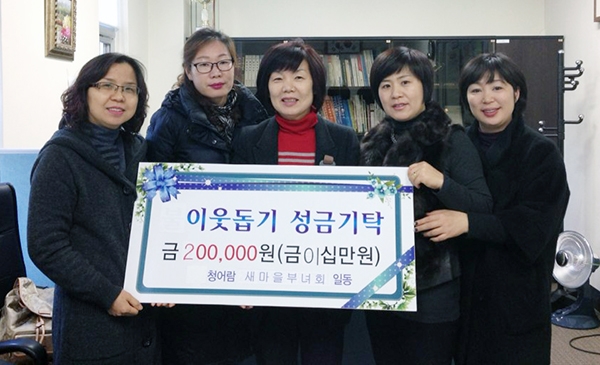 이웃돕기 성금기탁
금 200,000원(금이십만원)
청어람 새마을부녀회 일동